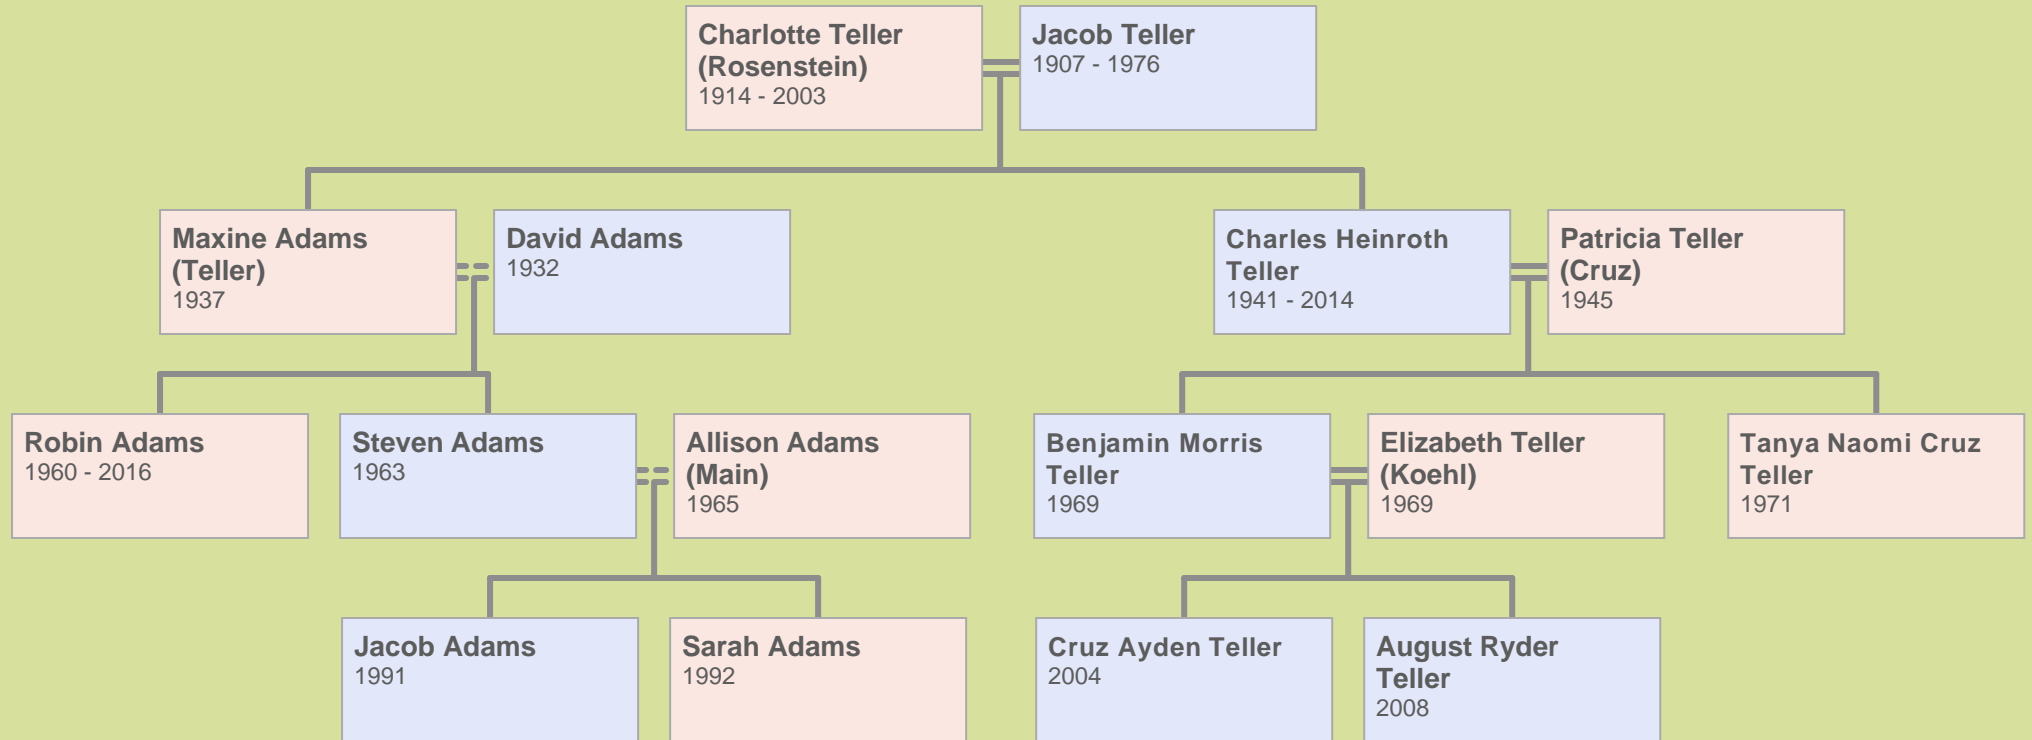 Charlotte Teller
(Rosenstein)
1914 - 2003
Jacob Teller
1907 - 1976
Maxine Adams
(Teller)
1937
David Adams
1932
Charles Heinroth
Teller
1941 - 2014
Patricia Teller
(Cruz)
1945
Robin Adams
1960 - 2016
Steven Adams
1963
Allison Adams
(Main)
1965
Benjamin Morris
Teller
1969
Elizabeth Teller
(Koehl)
1969
Tanya Naomi Cruz
Teller
1971
Jacob Adams
1991
Sarah Adams
1992
Cruz Ayden Teller
2004
August Ryder
Teller
2008